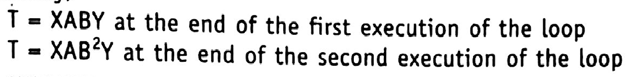 T = XABY at the end of the first execution of the loop
T = XAB²Y at the end of the second execution of the loop